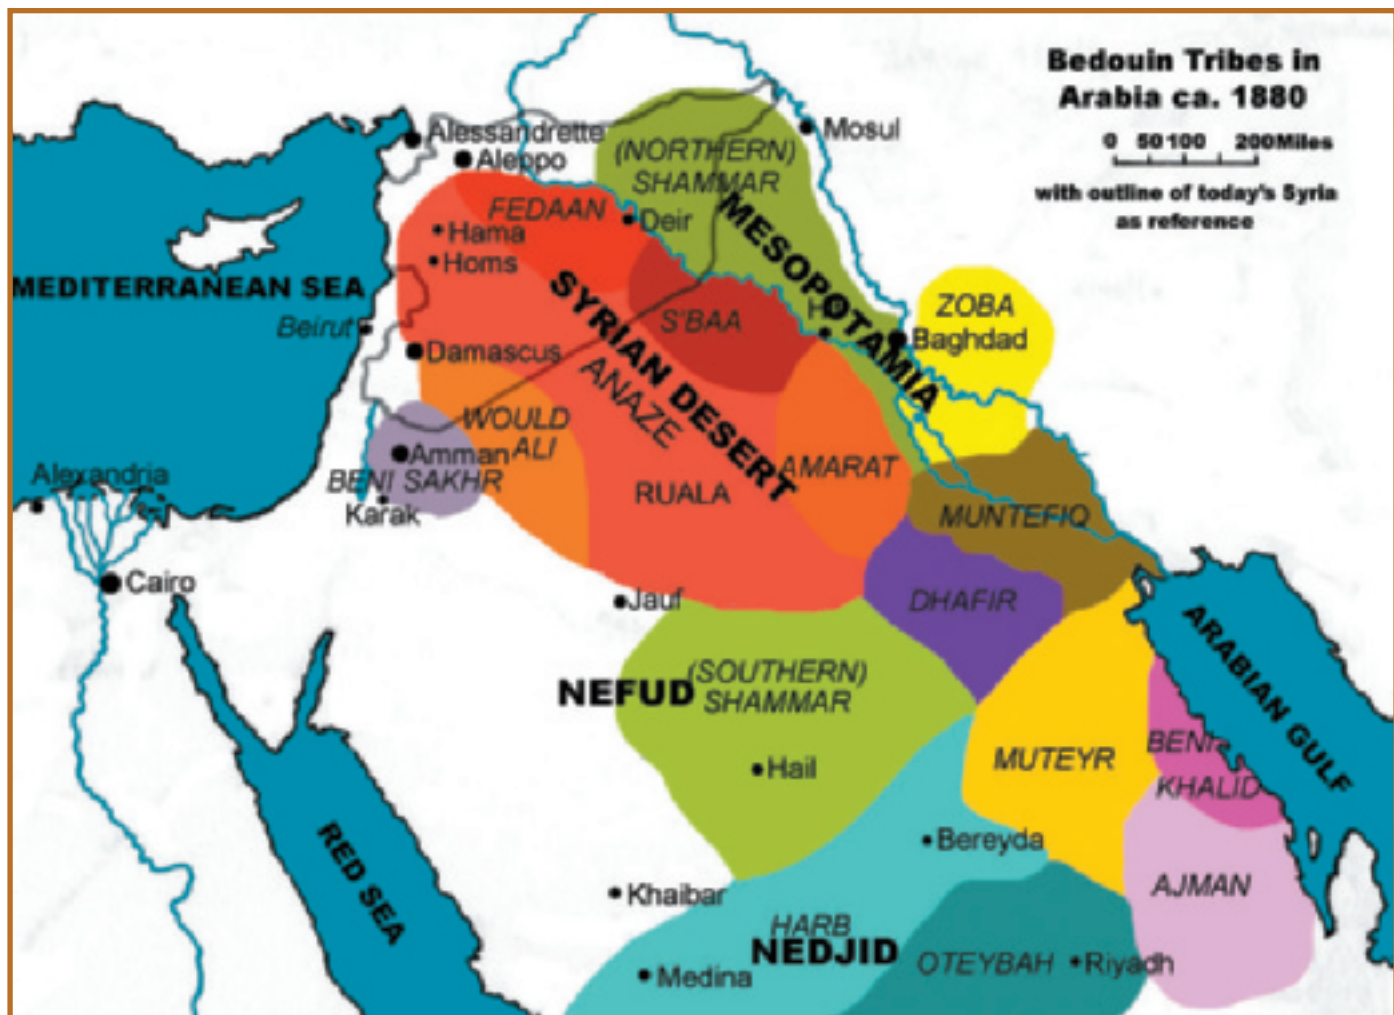 Bedouin Tribes in
Arabia ca. 1880
0 50 100 200Miles
with outline of today's Syria
as reference
Mosul
Alessandrette
Aleppo
(NORTHERN)
SHAMMAR
FEDAAN
Deir
Hama
Homs
MESOPOTAMIA
MEDITERRANEAN SEA
SYRIAN DESERT
S'BAA
ZOBA
Beirut
Baghdad
Damascus
ANAZE
WOULD
ALI
Amman
BENI SAKHR
AMARAT
Alexandria
RUALA
Karak
MUNTEFIQ
Cairo
Jauf
DHAFIR
ARABIAN GULF
(SOUTHERN)
SHAMMAR
NEFUD
BENI
KHALID
MUTEYR
Hail
RED SEA
Bereyda
Khaibar
AJMAN
HARB
NEDJID
OTEYBAH
Riyadh
Medina